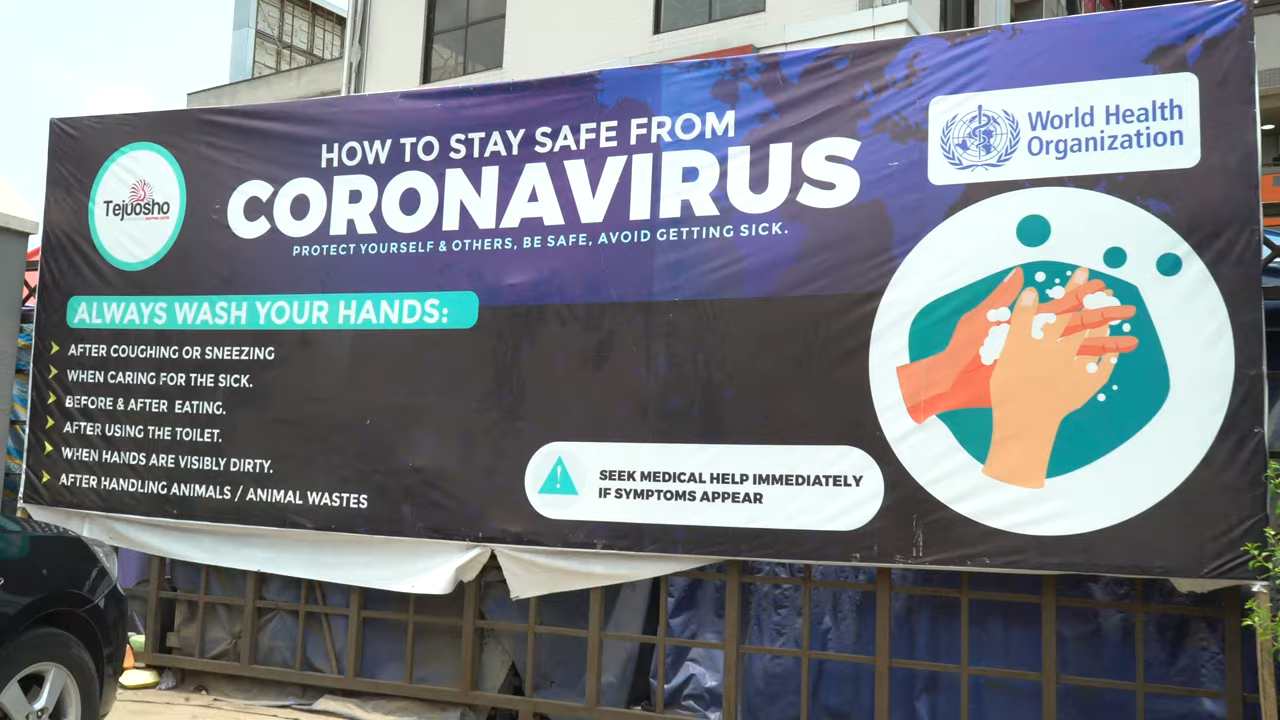 Tejuosho
HOW TO STAY SAFE FROM
CORONAVIRUS
PROTECT YOURSELF & OTHERS, BE SAFE, AVOID GETTING SICK.
World Health
Organization
ALWAYS WASH YOUR HANDS:
AFTER COUGHING OR SNEEZING
WHEN CARING FOR THE SICK.
BEFORE & AFTER EATING.
AFTER USING THE TOILET.
WHEN HANDS ARE VISIBLY DIRTY.
AFTER HANDLING ANIMALS / ANIMAL WASTES
!
SEEK MEDICAL HELP IMMEDIATELY
IF SYMPTOMS APPEAR